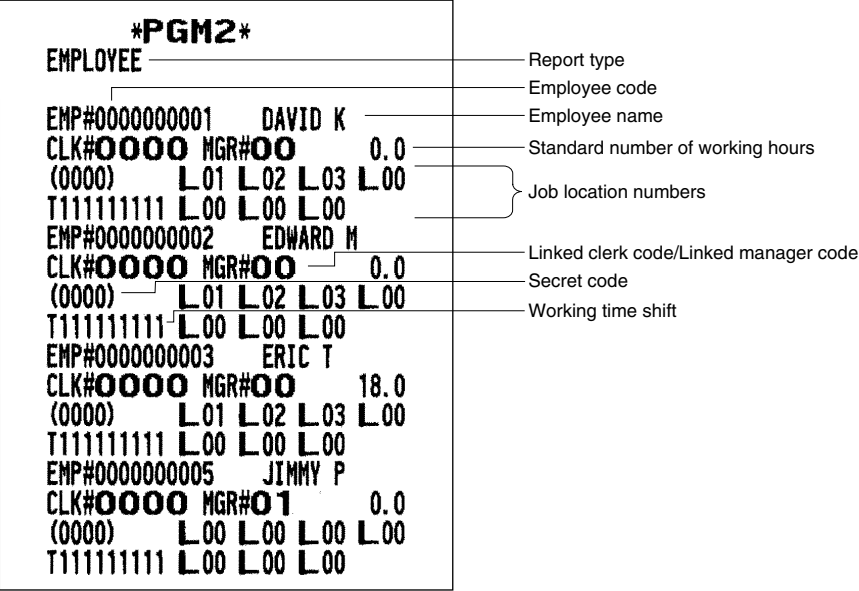 *PGM2*
EMPLOYEE
Report type
Employee code
EMP#0000000001 DAVID K
Employee name
CLK#0000 MGR#00 0.0
Standard number of working hours
(0000) L01 L02 L03 L00
Job location numbers
T111111111 L00 L00 L00
EMP#0000000002 EDWARD M
Linked clerk code/Linked manager code
CLK#0000 MGR#00 0.0
Secret code
(0000) L01 L02 L03 L00
Working time shift
T111111111 L00 L00 L00
EMP#0000000003 ERIC T
CLK#0000 MGR#00 18.0
(0000) L01 L02 L03 L00
T111111111 L00 L00 L00
EMP#0000000005 JIMMY P
CLK#0000 MGR#01 0.0
(0000) L00 L00 L00 L00
T111111111 L00 L00 L00